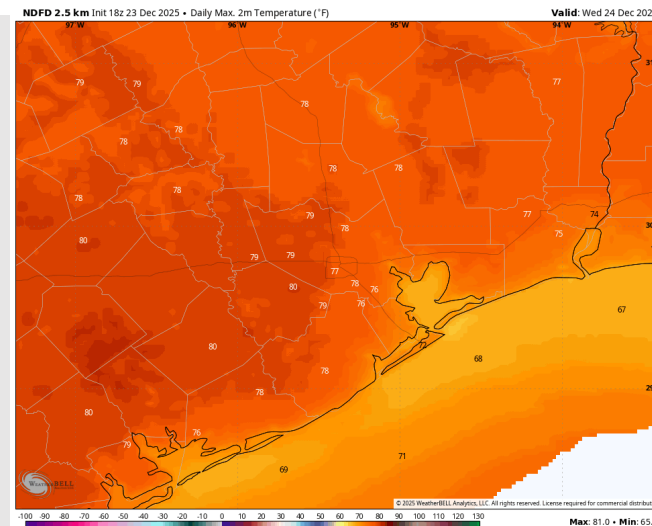 NDFD 2.5 km Init 18z 23 Dec 2025 • Daily Max. 2m Temperature (˚F)
Valid: Wed 24 Dec 202
97°W 96°W 95°W 94°W
31
79 79 77
78
78 78
78 78
78 78
79 77 74
75 30
78
80
79 79
77
80 78 76
79 76
67
80 72
68
78
78 29
80
76
79
71
69
WEATHERBELL
© 2025 WeatherBELL Analytics, LLC. All rights reserved. License required for commercial distribut
-100 -90 -80 -70 -60 -50 -40 -30 -20 -10 0 10 20 30 40 50 60 70 80 90 100 110 120 130
Max: 81.0 • Min: 65.